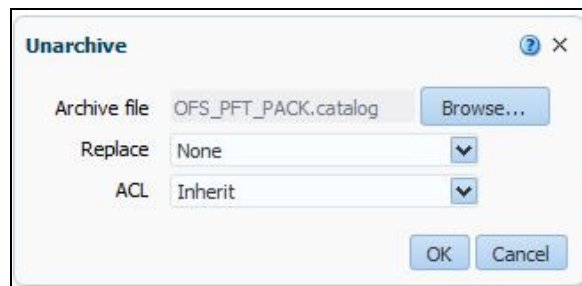 Unarchive
Archive file OFS_PFT_PACK.catalog Browse...
Replace None
ACL Inherit
OK Cancel